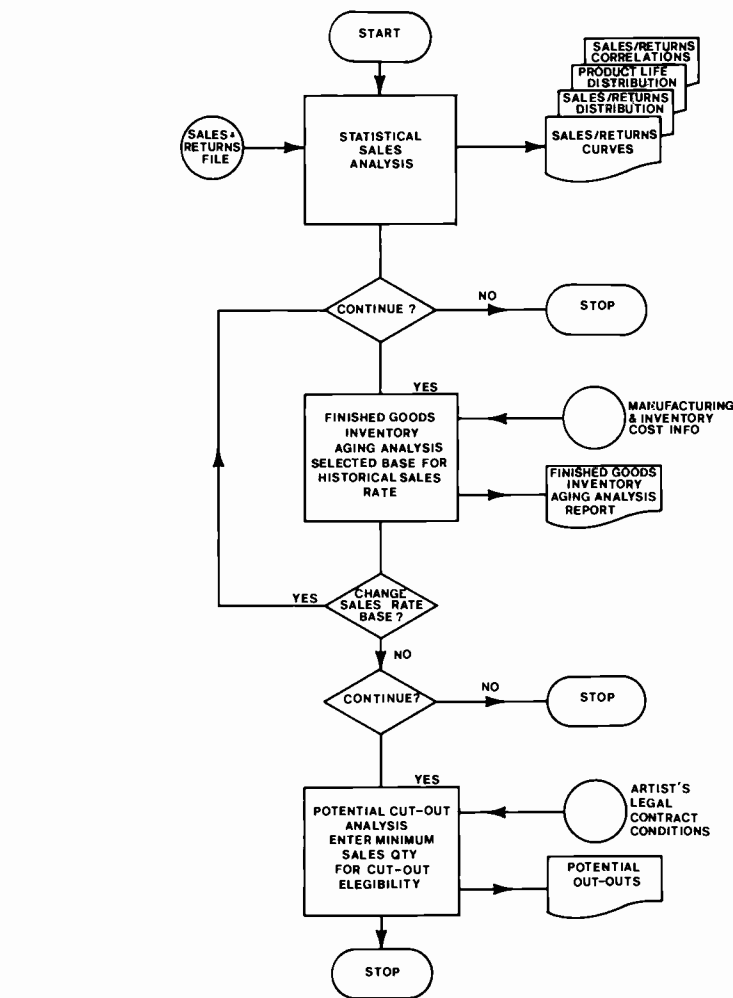 START
SALES/RETURNS
CORRELATIONS
PRODUCT LIFE
DISTRIBUTION
SALES/RETURNS
DISTRIBUTION
SALES/RETURNS
CURVES
SALES &
RETURNS
FILE
STATISTICAL
SALES
ANALYSIS
CONTINUE ?
NO
STOP
YES
FINISHED GOODS
INVENTORY
AGING ANALYSIS
SELECTED BASE FOR
HISTORICAL SALES
RATE
MANUFACTURING
& INVENTORY
COST INFO
FINISHED GOODS
INVENTORY
AGING ANALYSIS
REPORT
YES
CHANGE
SALES RATE
BASE ?
NO
CONTINUE?
NO
STOP
YES
POTENTIAL CUT-OUT
ANALYSIS
ENTER MINIMUM
SALES QTY
FOR CUT-OUT
ELEGIBILITY
ARTIST'S
LEGAL
CONTRACT
CONDITIONS
POTENTIAL
OUT-OUTS
STOP